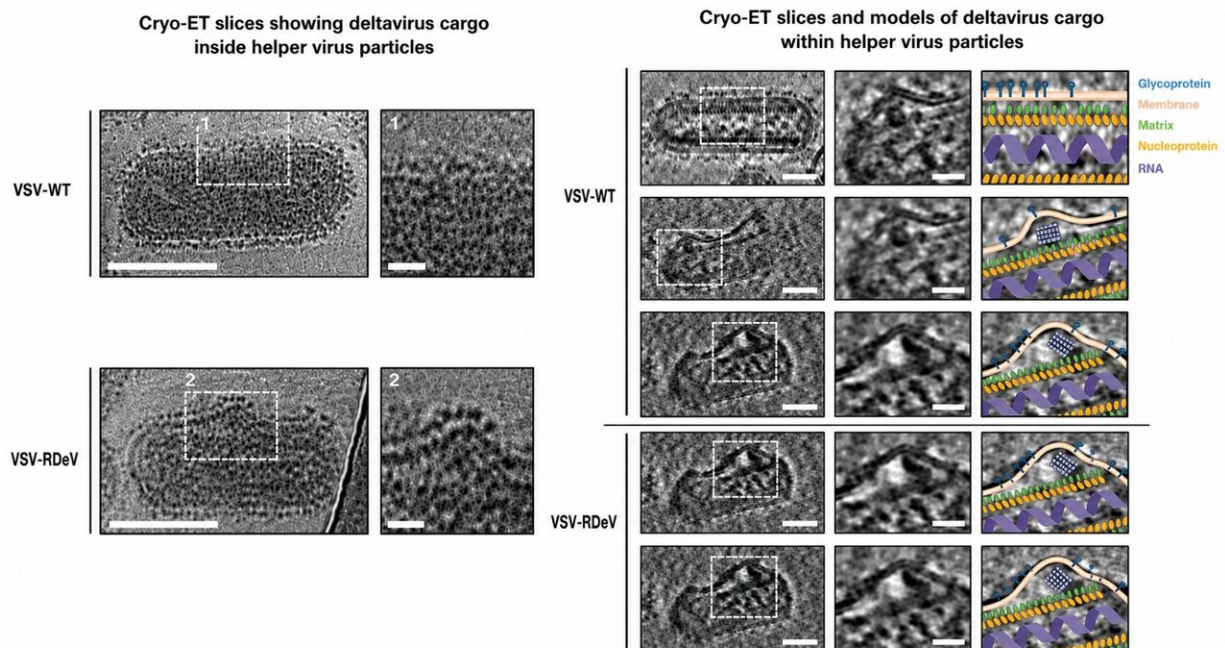 Cryo-ET slices showing deltavirus cargo
inside helper virus particles
VSV-WT
1
1
VSV-RDeV
2
2
Cryo-ET slices and models of deltavirus cargo
within helper virus particles
VSV-WT
Glycoprotein
Membrane
Matrix
Nucleoprotein
RNA
VSV-RDeV